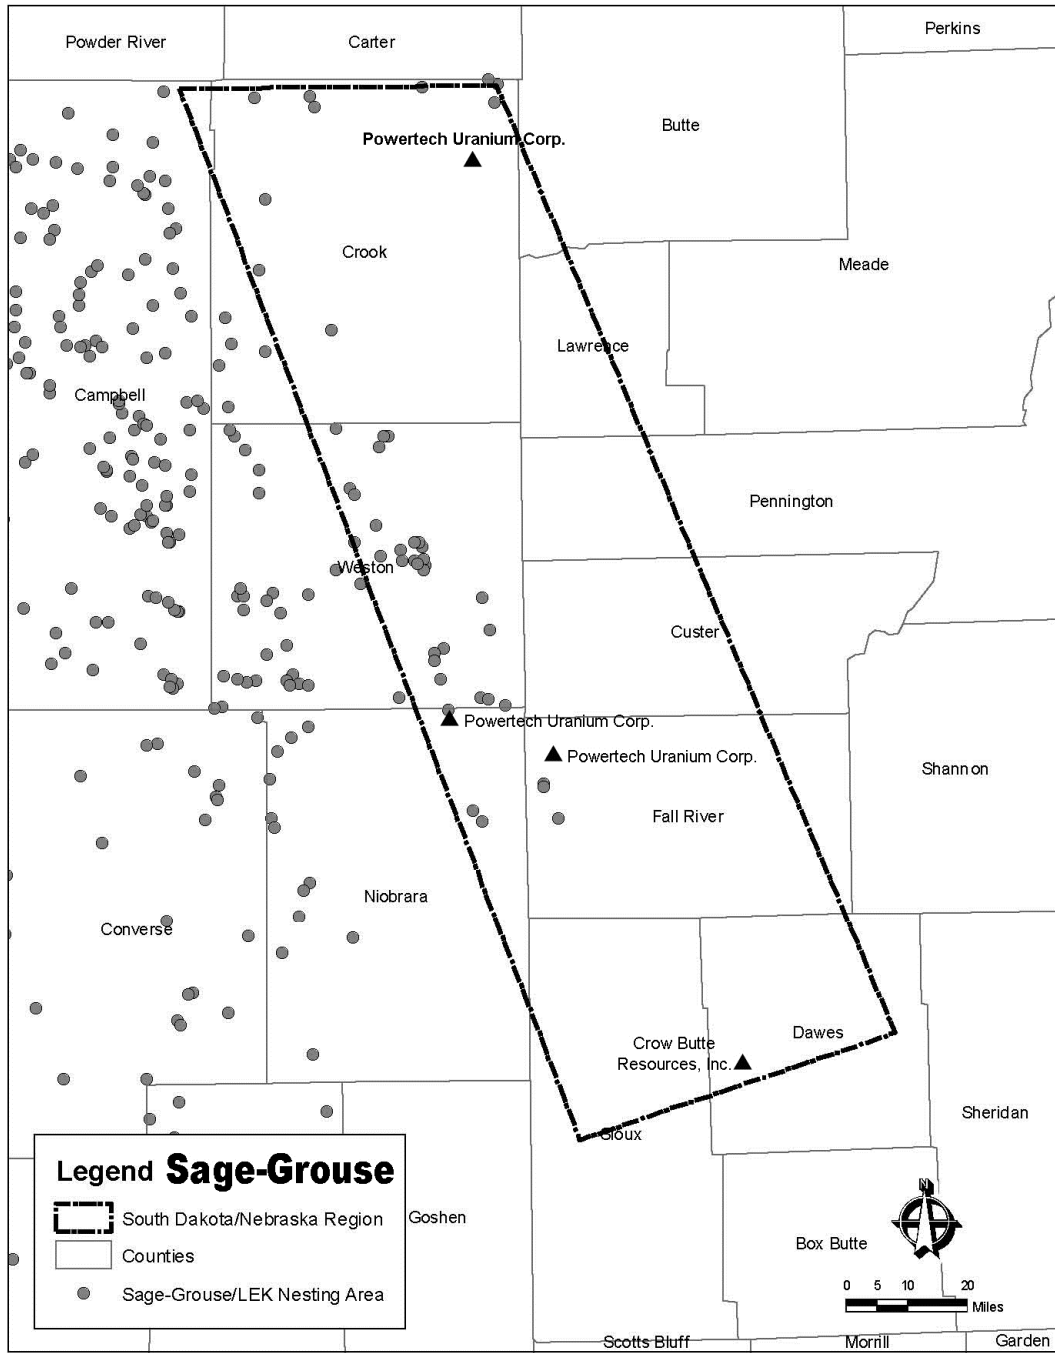 Powder River
Carter
Perkins
Butte
Powertech Uranium Corp.
Crook
Meade
Lawrence
Campbell
Pennington
Weston
Custer
Powertech Uranium Corp.
Powertech Uranium Corp.
Shannon
Fall River
Niobrara
Converse
Dawes
Crow Butte
Resources, Inc.
Sheridan
Sioux
Legend Sage-Grouse
South Dakota/Nebraska Region
Goshen
Counties
Sage-Grouse/LEK Nesting Area
N
Box Butte
0 5 10 20
Miles
Scotts Bluff
Morrill
Garden